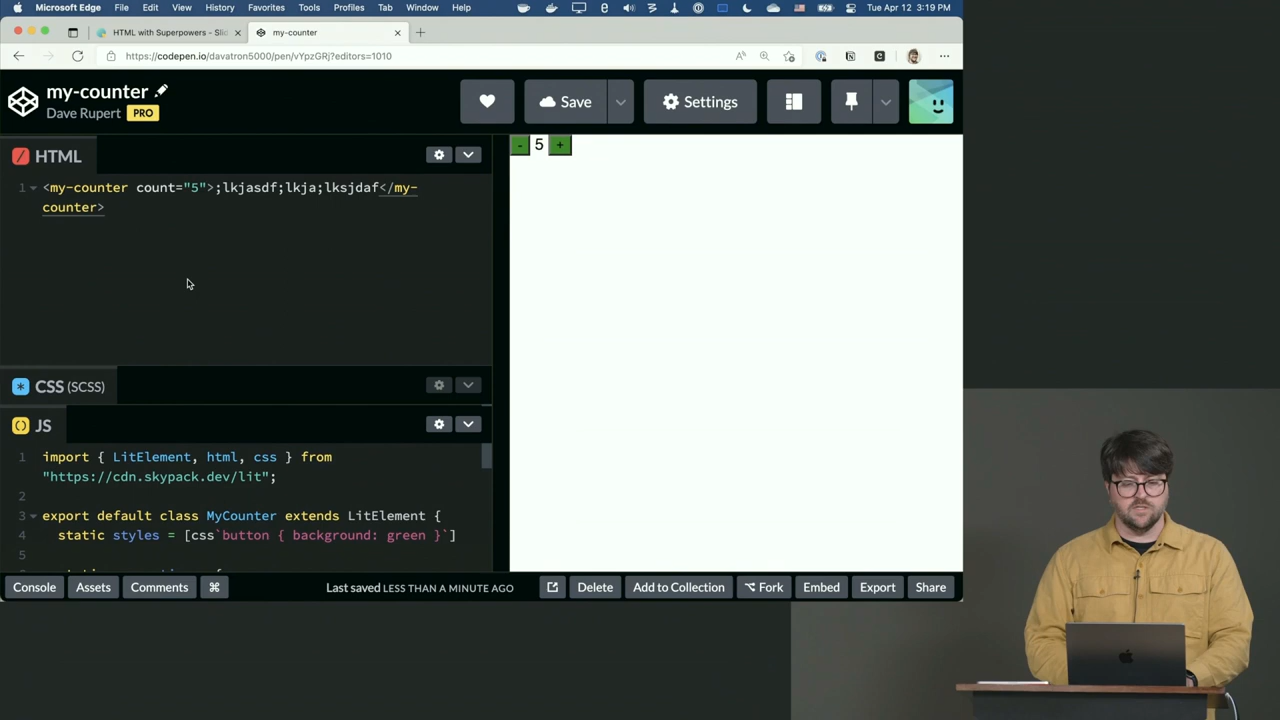 Microsoft Edge File Edit View History Favorites Tools Profiles Tab Window Help Tue Apr 12 3:19 PM
HTML with Superpowers - Slid my-counter
https://codepen.io/davatron5000/pen/vYpzGRj?editors=1010
my-counter
Dave Rupert PRO
Save Settings
HTML
- 5 +
1 <my-counter count="5">;lkjasdf;lkja;lksjdaf</my-
counter>
CSS (SCSS)
JS
1 import { LitElement, html, css } from
"https://cdn.skypack.dev/lit";
2
3 export default class MyCounter extends LitElement {
4 static styles = [css`button { background: green }`]
5
Console Assets Comments ⌘ Last saved LESS THAN A MINUTE AGO Delete Add to Collection Fork Embed Export Share